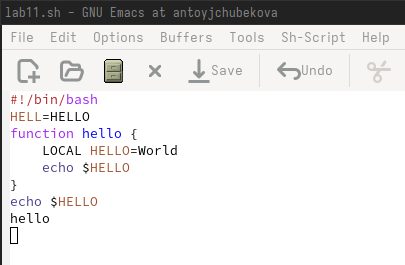 lab11.sh - GNU Emacs at antoyjchubekova
File Edit Options Buffers Tools Sh-Script Help
Save Undo
#!/bin/bash
HELL=HELLO
function hello {
    LOCAL HELLO=World
    echo $HELLO
}
echo $HELLO
hello